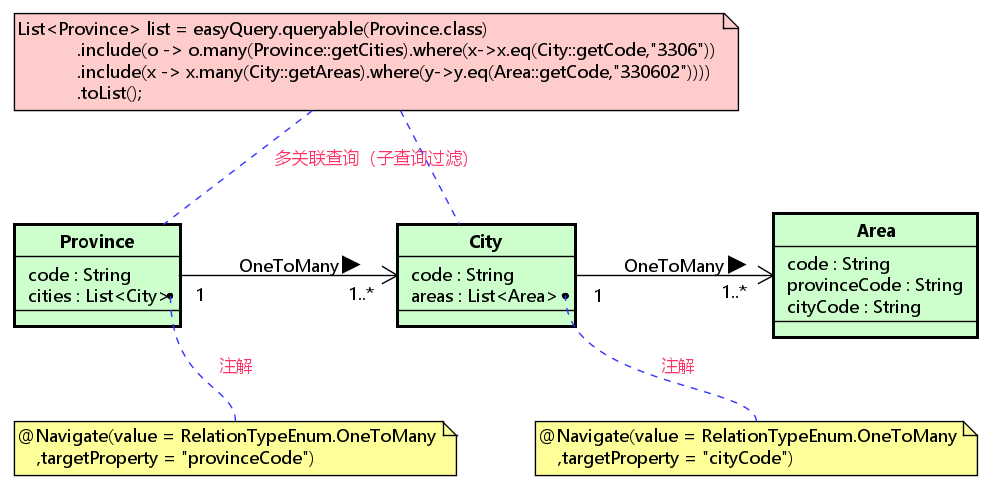 List<Province> list = easyQuery.queryable(Province.class)
.include(o -> o.many(Province::getCities).where(x->x.eq(City::getCode,"3306"))
.include(x -> x.many(City::getAreas).where(y->y.eq(Area::getCode,"330602"))))
.toList();
多关联查询（子查询过滤）
Province
code : String
cities : List<City>
OneToMany
1
1..*
City
code : String
areas : List<Area>
OneToMany
1
1..*
Area
code : String
provinceCode : String
cityCode : String
注解
注解
@Navigate(value = RelationTypeEnum.OneToMany
,targetProperty = "provinceCode")
@Navigate(value = RelationTypeEnum.OneToMany
,targetProperty = "cityCode")